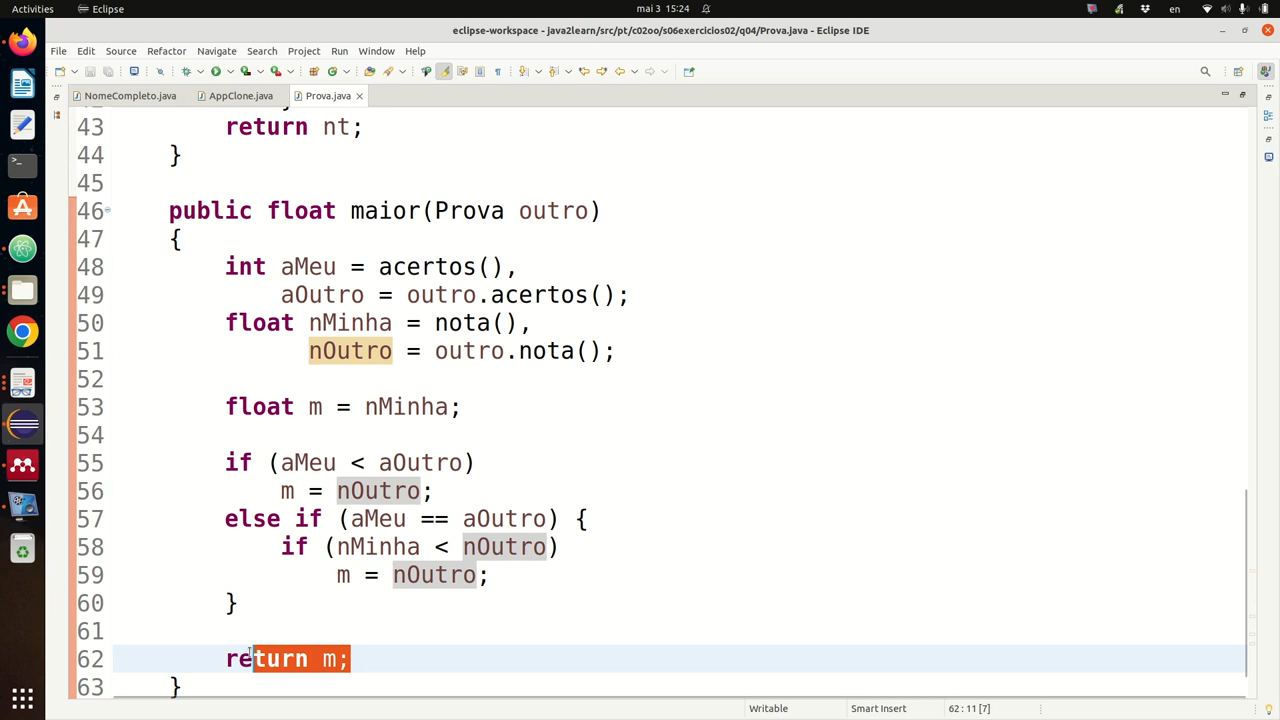 Activities
Eclipse
mai 3 15:24
en
eclipse-workspace - java2learn/src/pt/c02oo/s06exercicios02/q04/Prova.java - Eclipse IDE
File Edit Source Refactor Navigate Search Project Run Window Help
NomeCompleto.java AppClone.java Prova.java
43 return nt;
44 }
45
46 public float maior(Prova outro)
47 {
48 int aMeu = acertos(),
49 aOutro = outro.acertos();
50 float nMinha = nota(),
51 nOutro = outro.nota();
52
53 float m = nMinha;
54
55 if (aMeu < aOutro)
56 m = nOutro;
57 else if (aMeu == aOutro) {
58 if (nMinha < nOutro)
59 m = nOutro;
60 }
61
62 return m;
63 }
Writable Smart Insert 62 : 11 [7]